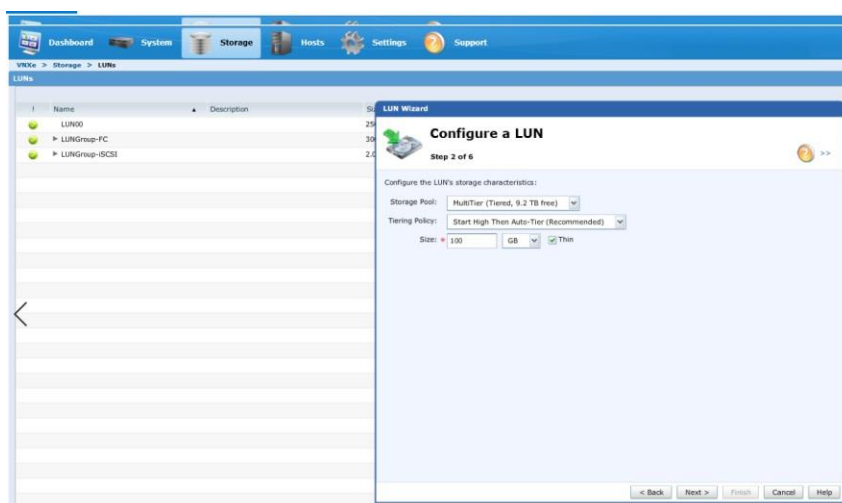 Dashboard System Storage Hosts Settings Support
VNXe > Storage > LUNs
LUNs
! Name Description
LUN00
LUNGroup-FC
LUNGroup-iSCSI
LUN Wizard
Configure a LUN
Step 2 of 6
>>
Configure the LUN's storage characteristics:
Storage Pool: MultiTier (Tiered, 9.2 TB free)
Tiering Policy: Start High Then Auto-Tier (Recommended)
Size: * 100 GB Thin
< Back Next > Finish Cancel Help